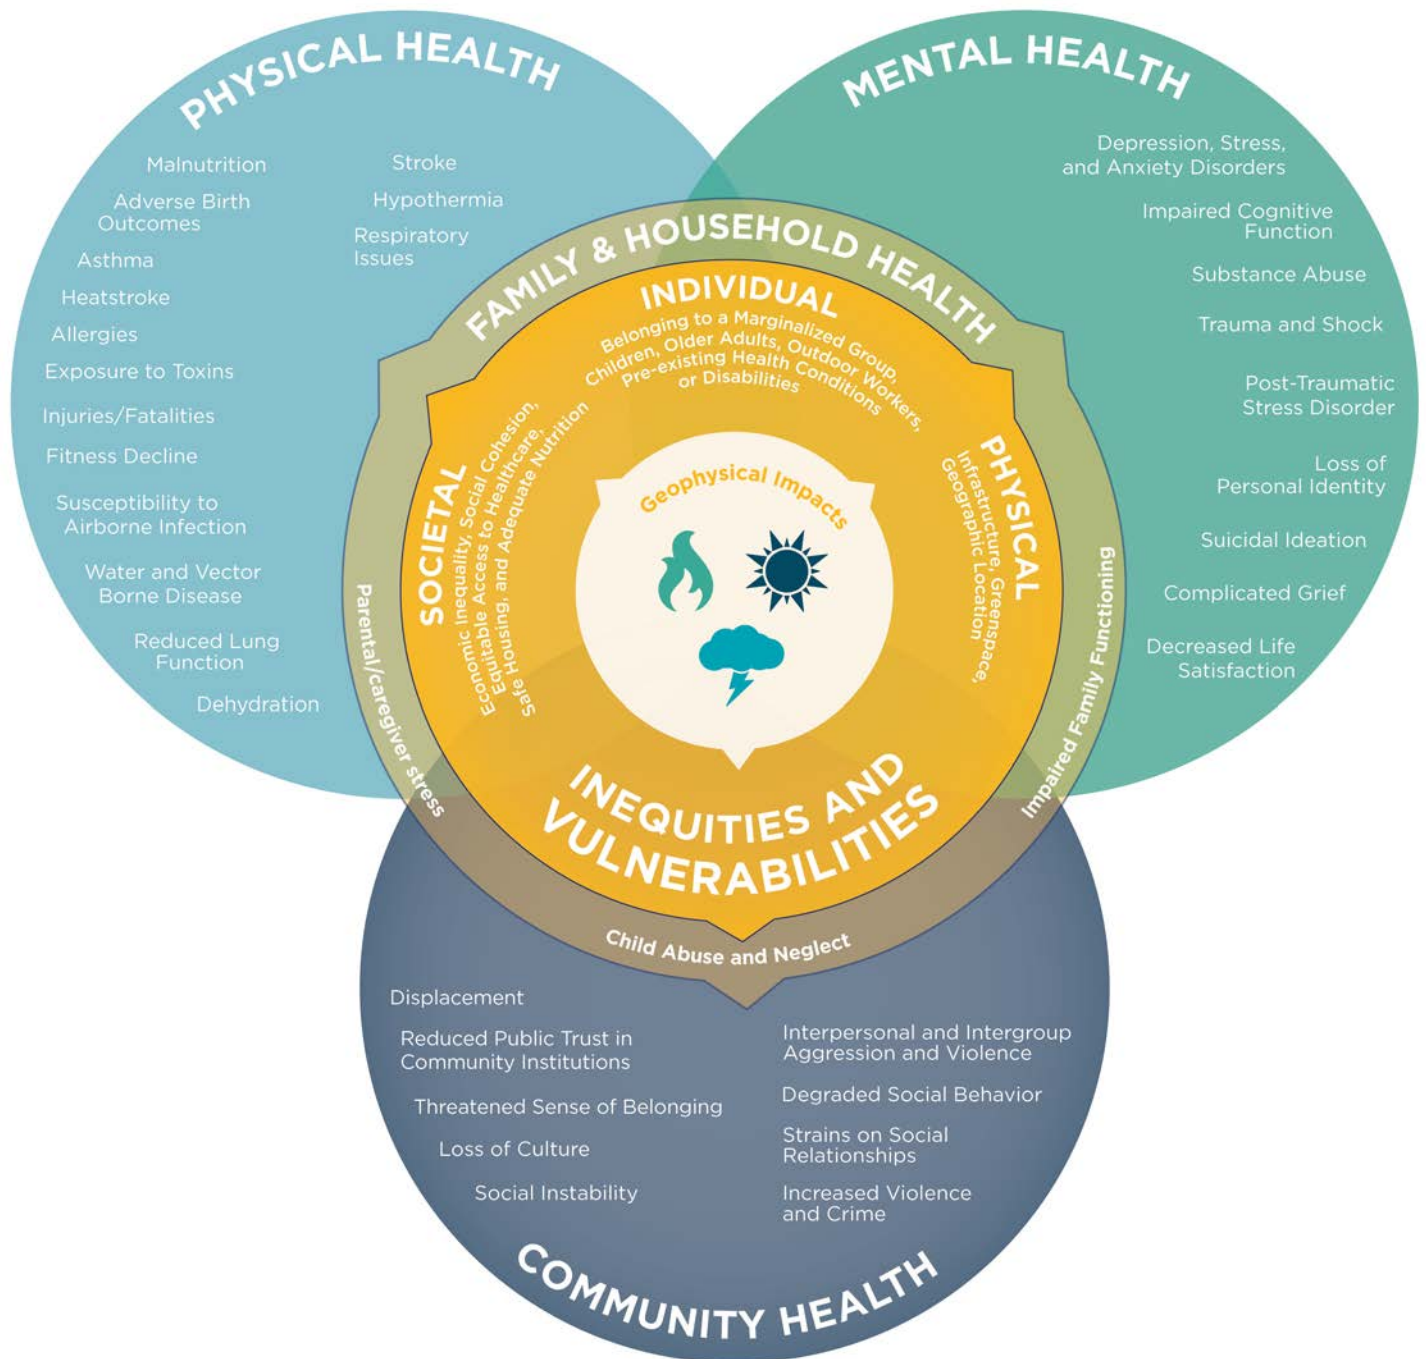 PHYSICAL HEALTH
Malnutrition
Adverse Birth
Outcomes
Asthma
Heatstroke
Allergies
Exposure to Toxins
Injuries/Fatalities
Fitness Decline
Susceptibility to
Airborne Infection
Water and Vector
Borne Disease
Reduced Lung
Function
Dehydration
Stroke
Hypothermia
Respiratory
Issues
MENTAL HEALTH
Depression, Stress,
and Anxiety Disorders
Impaired Cognitive
Function
Substance Abuse
Trauma and Shock
Post-Traumatic
Stress Disorder
Loss of
Personal Identity
Suicidal Ideation
Complicated Grief
Decreased Life
Satisfaction
FAMILY & HOUSEHOLD HEALTH
Parental/caregiver stress
Child Abuse and Neglect
Impaired Family Functioning
INDIVIDUAL
Belonging to a Marginalized Group,
Children, Older Adults, Outdoor Workers,
Pre-existing Health Conditions
or Disabilities
SOCIETAL
Economic Inequality, Social Cohesion,
Equitable Access to Healthcare,
Safe Housing, and Adequate Nutrition
PHYSICAL
Infrastructure, Greenspace,
Geographic Location
Geophysical Impacts
INEQUITIES AND
VULNERABILITIES
Displacement
Reduced Public Trust in
Community Institutions
Threatened Sense of Belonging
Loss of Culture
Social Instability
Interpersonal and Intergroup
Aggression and Violence
Degraded Social Behavior
Strains on Social
Relationships
Increased Violence
and Crime
COMMUNITY HEALTH